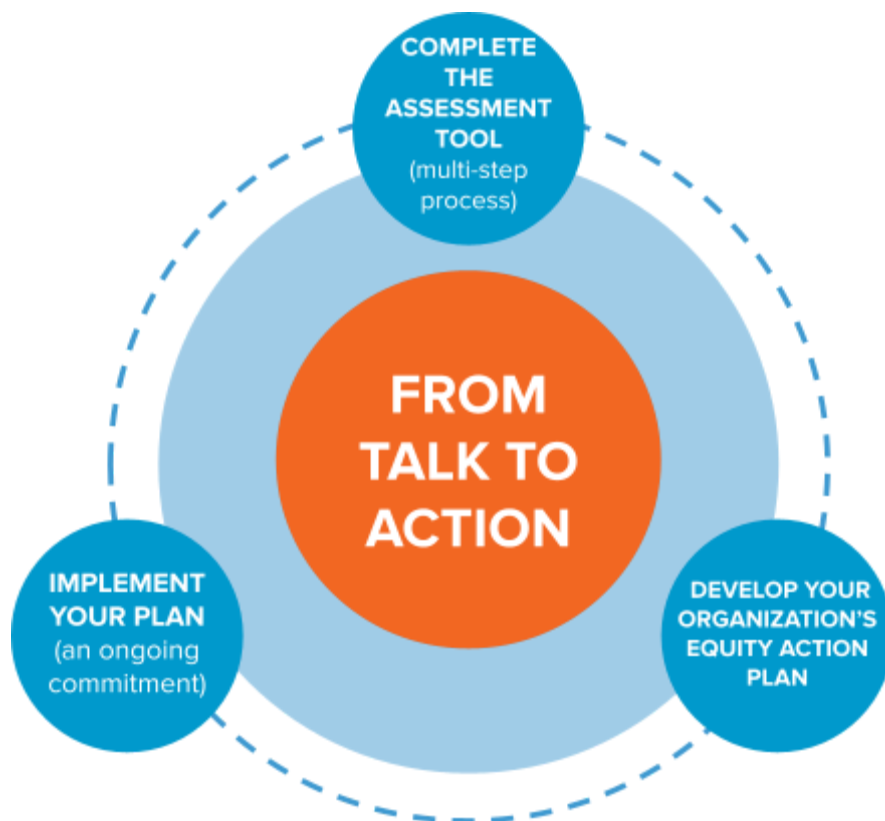 COMPLETE
THE
ASSESSMENT
TOOL
(multi-step
process)
FROM
TALK TO
ACTION
IMPLEMENT
YOUR PLAN
(an ongoing
commitment)
DEVELOP YOUR
ORGANIZATION’S
EQUITY ACTION
PLAN